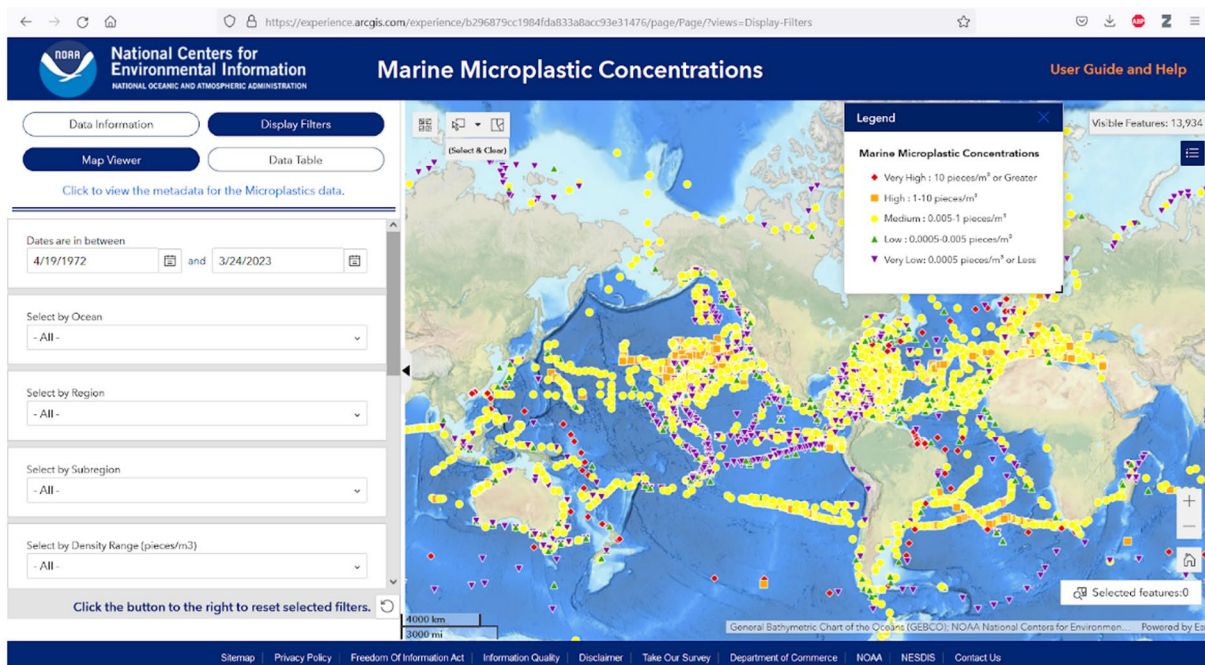 https://experience.arcgis.com/experience/b296879cc1984fda833a8acc93e31476/page/Page/?views=Display-Filters
ABP
Z
NOAA
National Centers for
Environmental Information
NATIONAL OCEANIC AND ATMOSPHERIC ADMINISTRATION
Marine Microplastic Concentrations
User Guide and Help
Data Information
Display Filters
Map Viewer
Data Table
Click to view the metadata for the Microplastics data.
Dates are in between
4/19/1972 and 3/24/2023
Select by Ocean
- All -
Select by Region
- All -
Select by Subregion
- All -
Select by Density Range (pieces/m3)
- All -
Click the button to the right to reset selected filters.
(Select & Clear)
Legend
Marine Microplastic Concentrations
Very High : 10 pieces/m³ or Greater
High : 1-10 pieces/m³
Medium : 0.005-1 pieces/m³
Low : 0.0005-0.005 pieces/m³
Very Low: 0.0005 pieces/m³ or Less
Visible Features: 13,934
Selected features:0
4000 km
3000 mi
General Bathymetric Chart of the Oceans (GEBCO); NOAA National Centers for Environmen... Powered by Es
Sitemap | Privacy Policy | Freedom Of Information Act | Information Quality | Disclaimer | Take Our Survey | Department of Commerce | NOAA | NESDIS | Contact Us